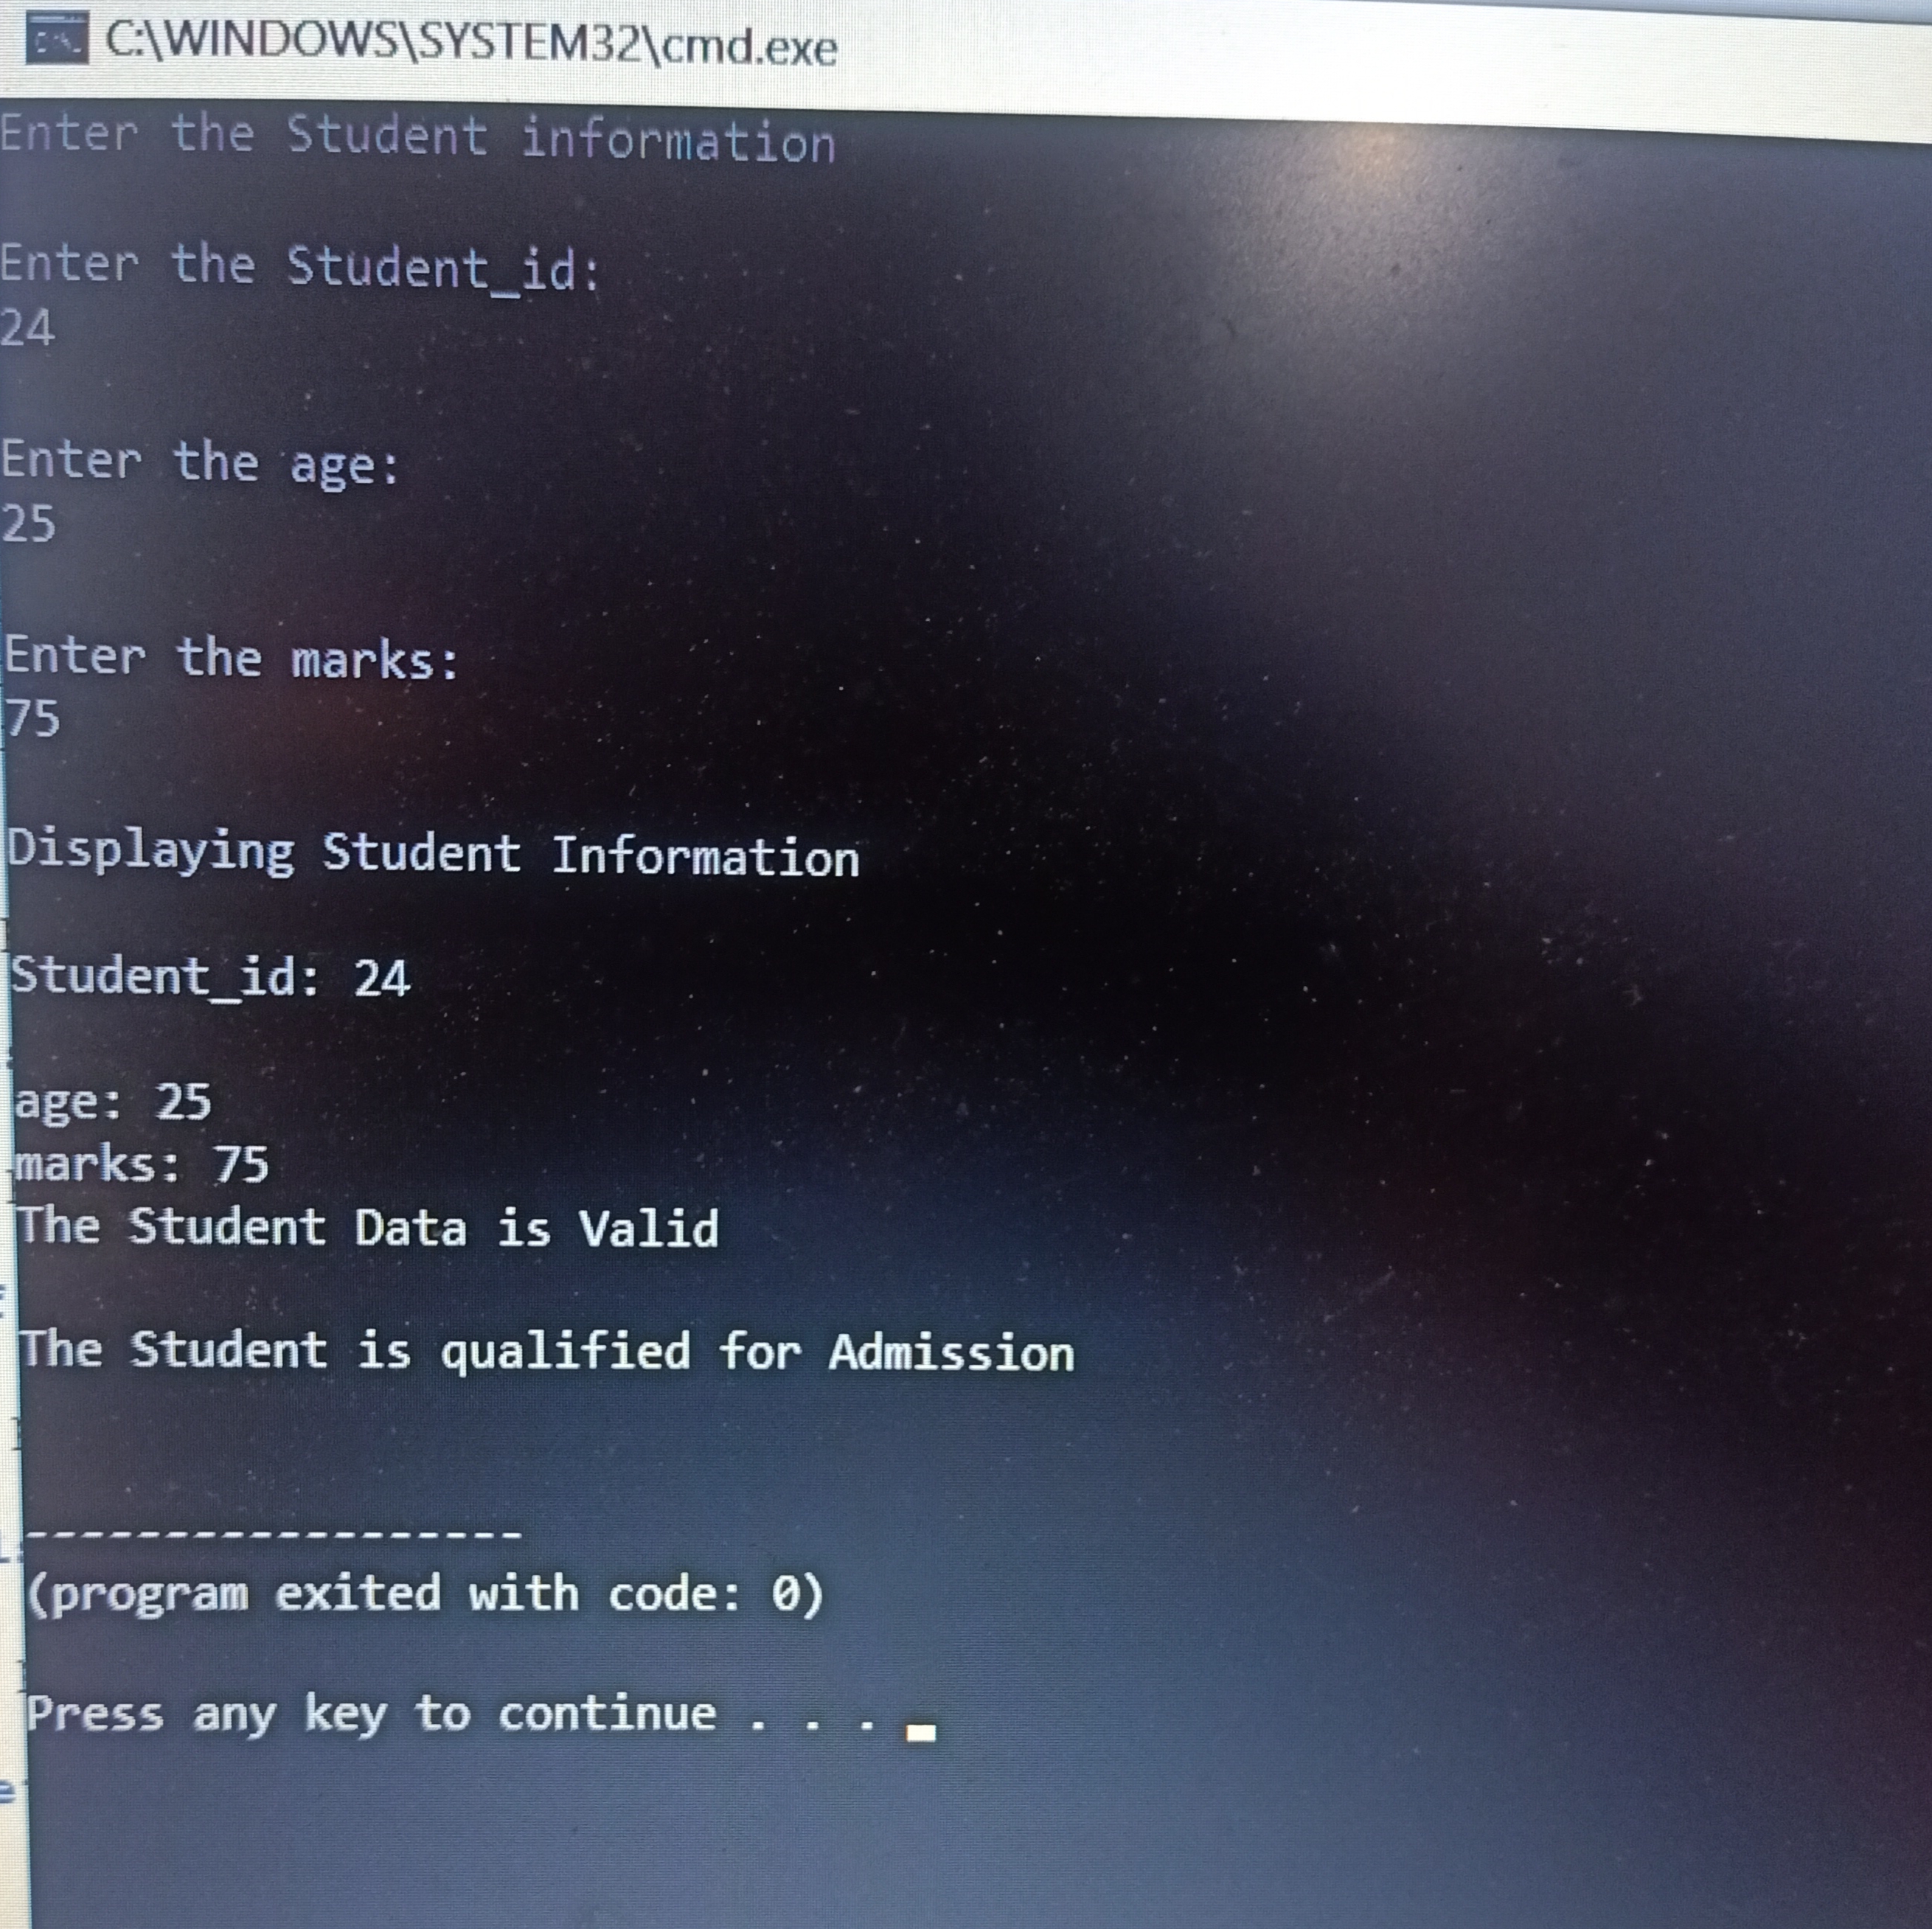 C:\WINDOWS\SYSTEM32\cmd.exe
Enter the Student information
Enter the Student_id:
24
Enter the age:
25
Enter the marks:
75
Displaying Student Information
Student_id: 24
age: 25
marks: 75
The Student Data is Valid
The Student is qualified for Admission
------------------
(program exited with code: 0)
Press any key to continue . . .